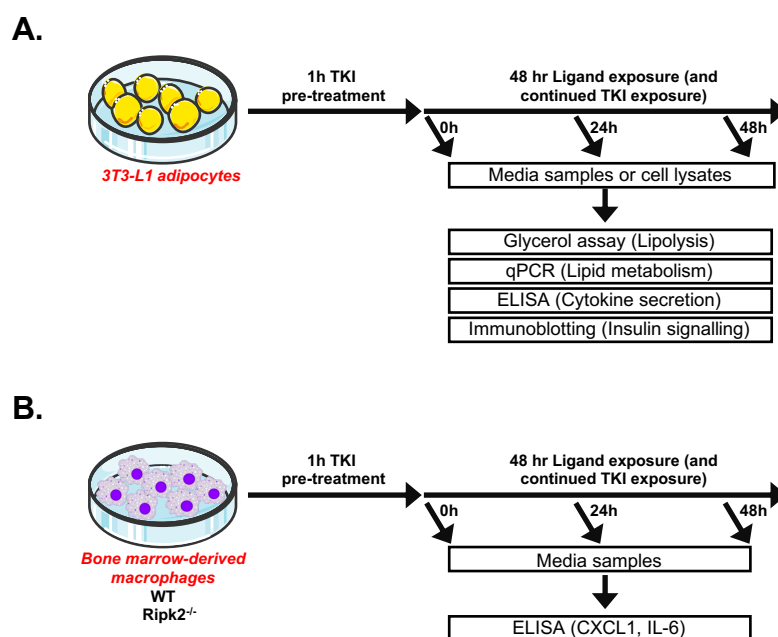 A.
1h TKI
pre-treatment
48 hr Ligand exposure (and
continued TKI exposure)
0h
24h
48h
3T3-L1 adipocytes
Media samples or cell lysates
Glycerol assay (Lipolysis)
qPCR (Lipid metabolism)
ELISA (Cytokine secretion)
Immunoblotting (Insulin signalling)
B.
1h TKI
pre-treatment
48 hr Ligand exposure (and
continued TKI exposure)
0h
24h
48h
Bone marrow-derived
macrophages
WT
Ripk2⁻/⁻
Media samples
ELISA (CXCL1, IL-6)